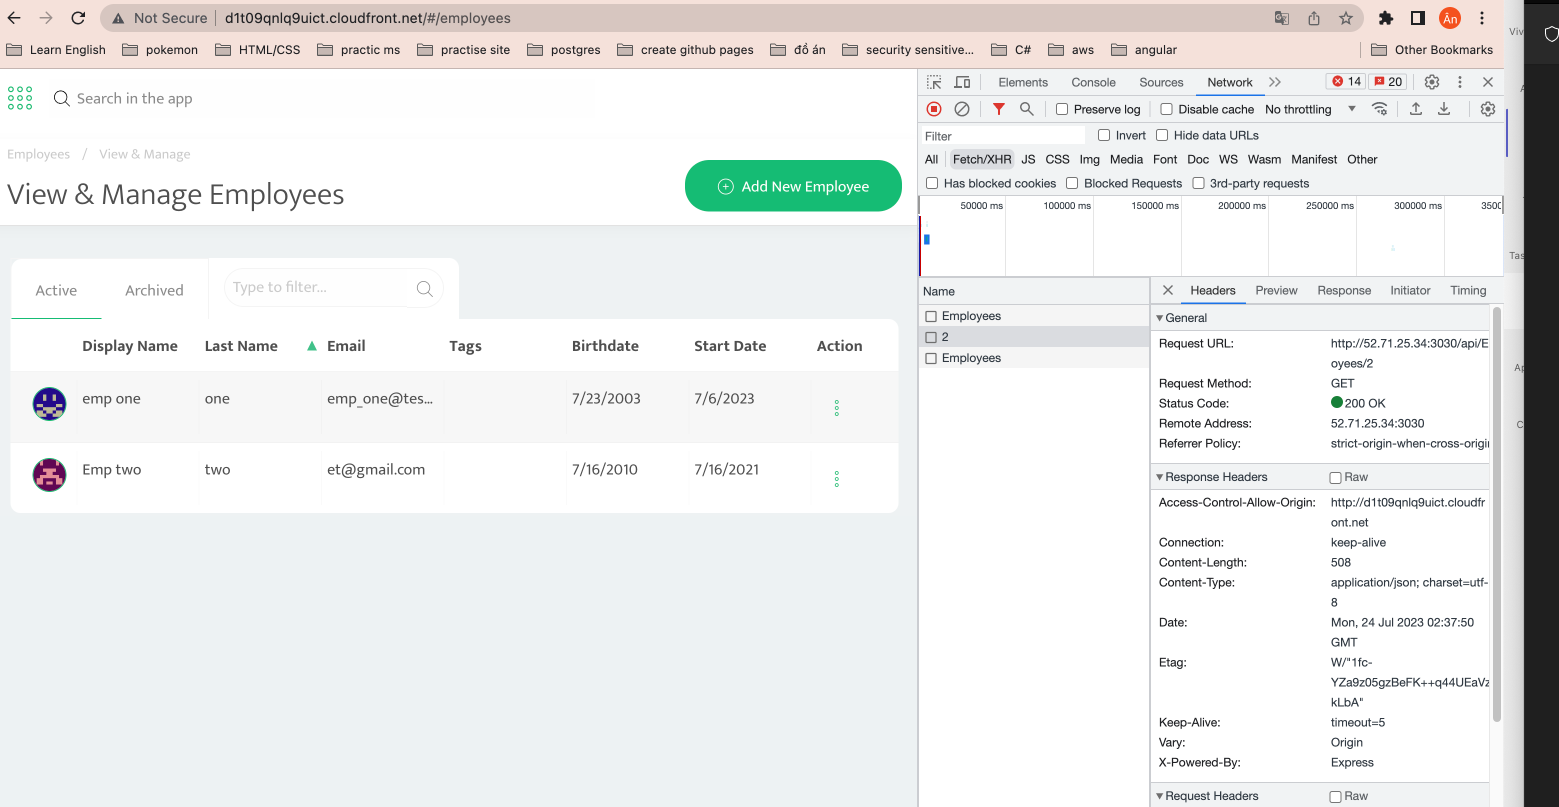 Not Secure d1t09qnlq9uict.cloudfront.net/#/employees Ân
Learn English pokemon HTML/CSS practic ms practise site postgres create github pages đồ án security sensitive... C# aws angular Other Bookmarks
Search in the app
Employees / View & Manage
View & Manage Employees
Add New Employee
Active Archived Type to filter...
Display Name Last Name Email Tags Birthdate Start Date Action
emp one one emp_one@tes... 7/23/2003 7/6/2023
Emp two two et@gmail.com 7/16/2010 7/16/2021
Elements Console Sources Network 14 20
Preserve log Disable cache No throttling
Filter Invert Hide data URLs
All Fetch/XHR JS CSS Img Media Font Doc WS Wasm Manifest Other
Has blocked cookies Blocked Requests 3rd-party requests
50000 ms 100000 ms 150000 ms 200000 ms 250000 ms 300000 ms 3500
Name
Employees
2
Employees
Headers Preview Response Initiator Timing
General
Request URL: http://52.71.25.34:3030/api/E
oyees/2
Request Method: GET
Status Code: 200 OK
Remote Address: 52.71.25.34:3030
Referrer Policy: strict-origin-when-cross-origi
Response Headers Raw
Access-Control-Allow-Origin: http://d1t09qnlq9uict.cloudfr
ont.net
Connection: keep-alive
Content-Length: 508
Content-Type: application/json; charset=utf-
8
Date: Mon, 24 Jul 2023 02:37:50
GMT
Etag: W/"1fc-
YZa9z05gzBeFK++q44UEaVz
kLbA"
Keep-Alive: timeout=5
Vary: Origin
X-Powered-By: Express
Request Headers Raw
Viv
Tas